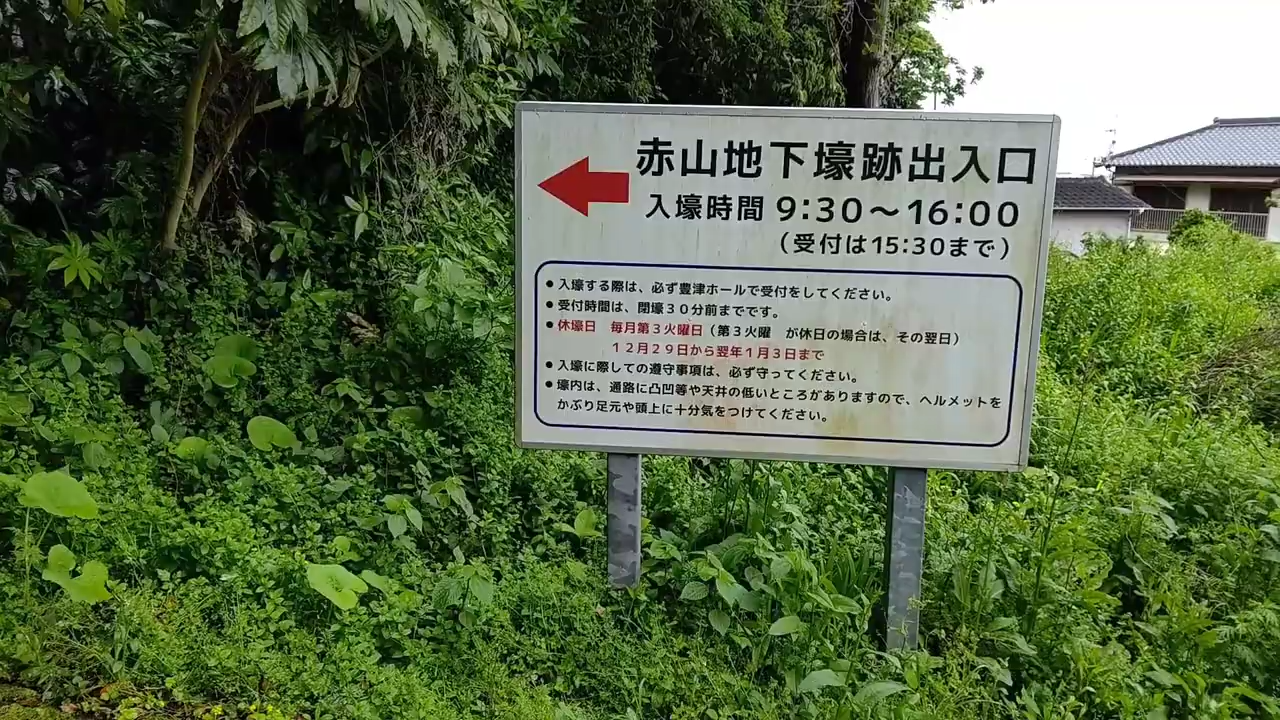 赤山地下壕跡出入口
入壕時間 9:30～16:00
（受付は15:30まで）
●入壕する際は、必ず豊津ホールで受付をしてください。
●受付時間は、閉壕３０分前までです。
●休壕日　毎月第３火曜日（第３火曜　が休日の場合は、その翌日）
１２月２９日から翌年１月３日まで
●入壕に際しての遵守事項は、必ず守ってください。
●壕内は、通路に凸凹等や天井の低いところがありますので、ヘルメットを
かぶり足元や頭上に十分気をつけてください。